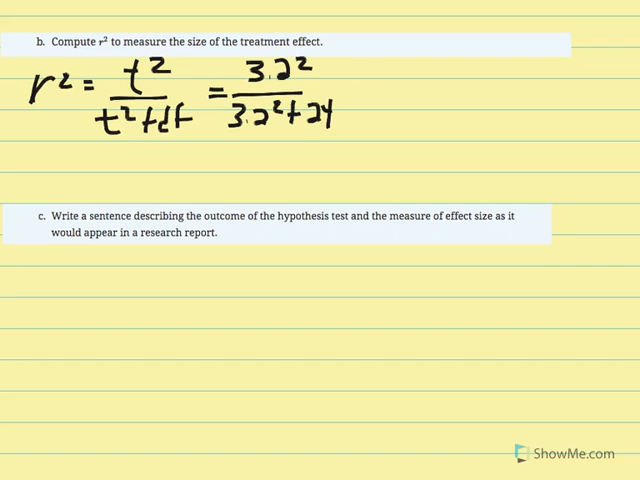 b. Compute r² to measure the size of the treatment effect.
r² = t² / t² + df = 3.2² / 3.2² + 24
c. Write a sentence describing the outcome of the hypothesis test and the measure of effect size as it
would appear in a research report.
ShowMe.com